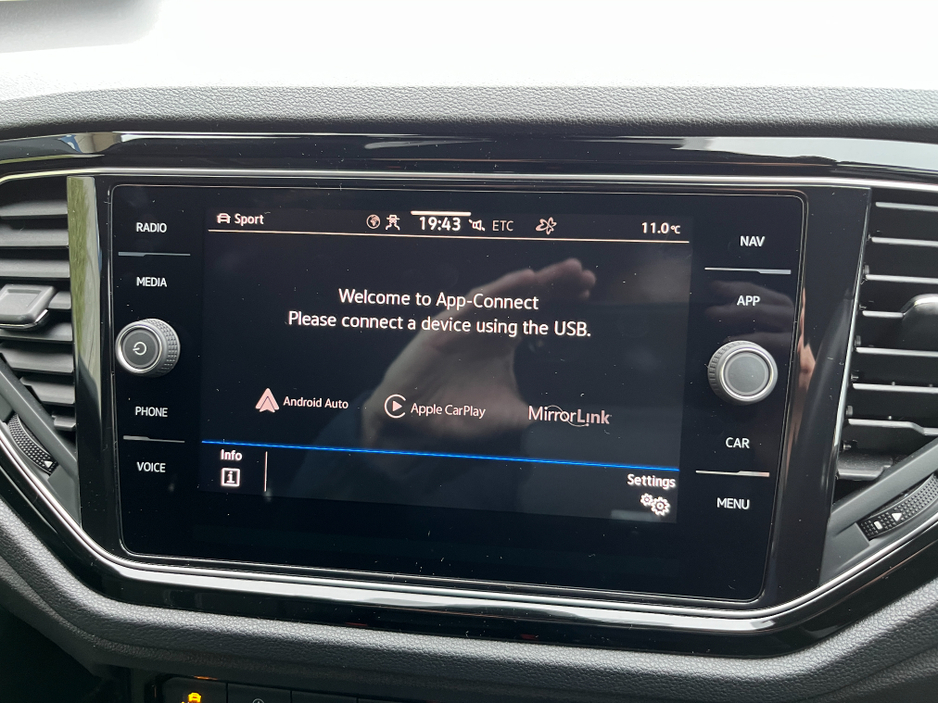 Sport
19:43
ETC
11.0°C
RADIO
MEDIA
PHONE
VOICE
Welcome to App-Connect
Please connect a device using the USB.
Android Auto
Apple CarPlay
MirrorLink
Info
i
Settings
NAV
APP
CAR
MENU